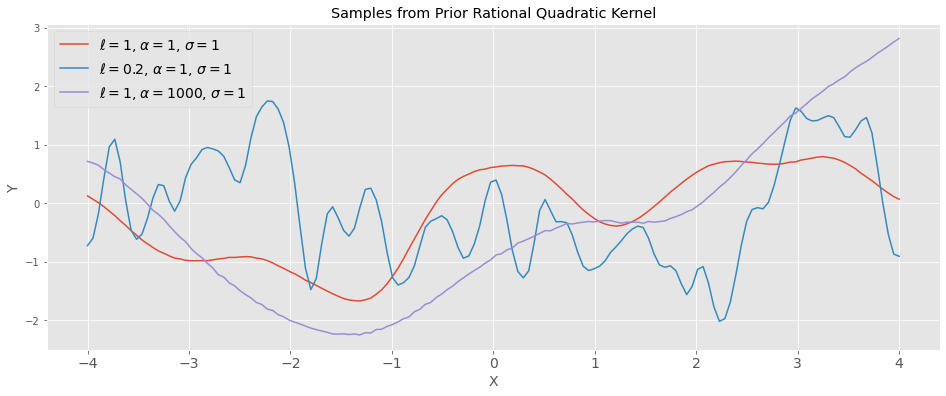 Samples from Prior Rational Quadratic Kernel
ℓ = 1, α = 1, σ = 1
ℓ = 0.2, α = 1, σ = 1
ℓ = 1, α = 1000, σ = 1
3
2
1
0
−1
−2
Y
−4 −3 −2 −1 0 1 2 3 4
X